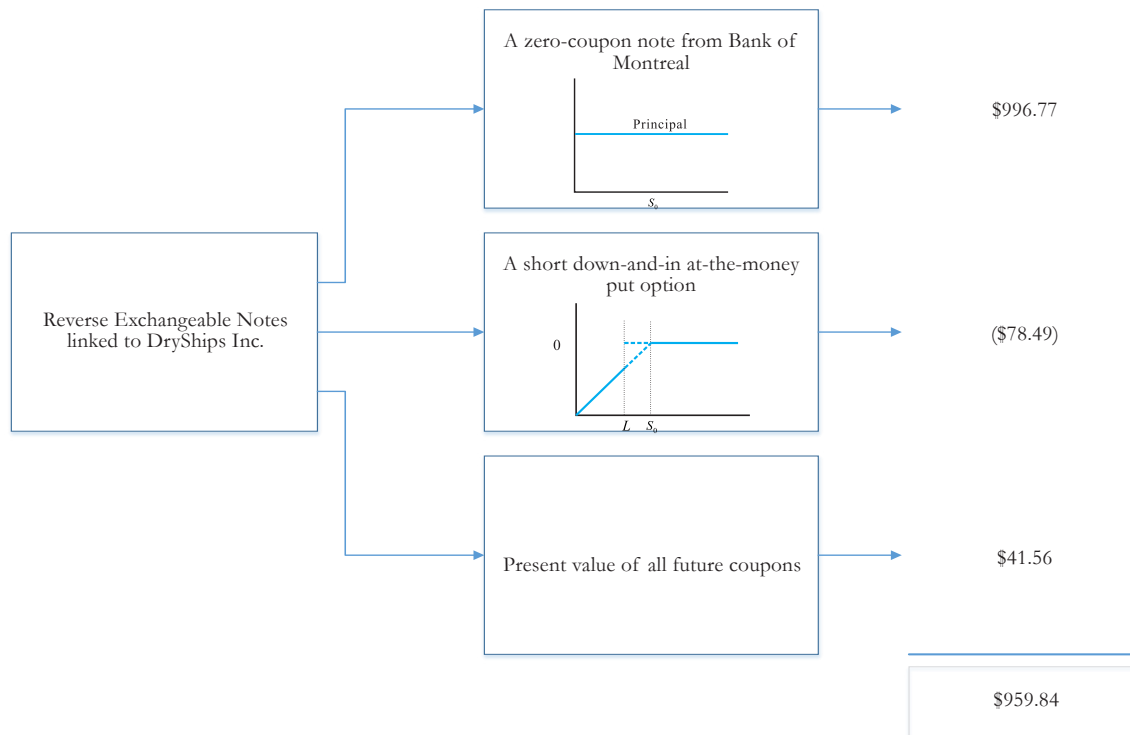 A zero-coupon note from Bank of
Montreal
Principal
S₀
$996.77
Reverse Exchangeable Notes
linked to DryShips Inc.
A short down-and-in at-the-money
put option
0
L S₀
($78.49)
Present value of all future coupons
$41.56
$959.84